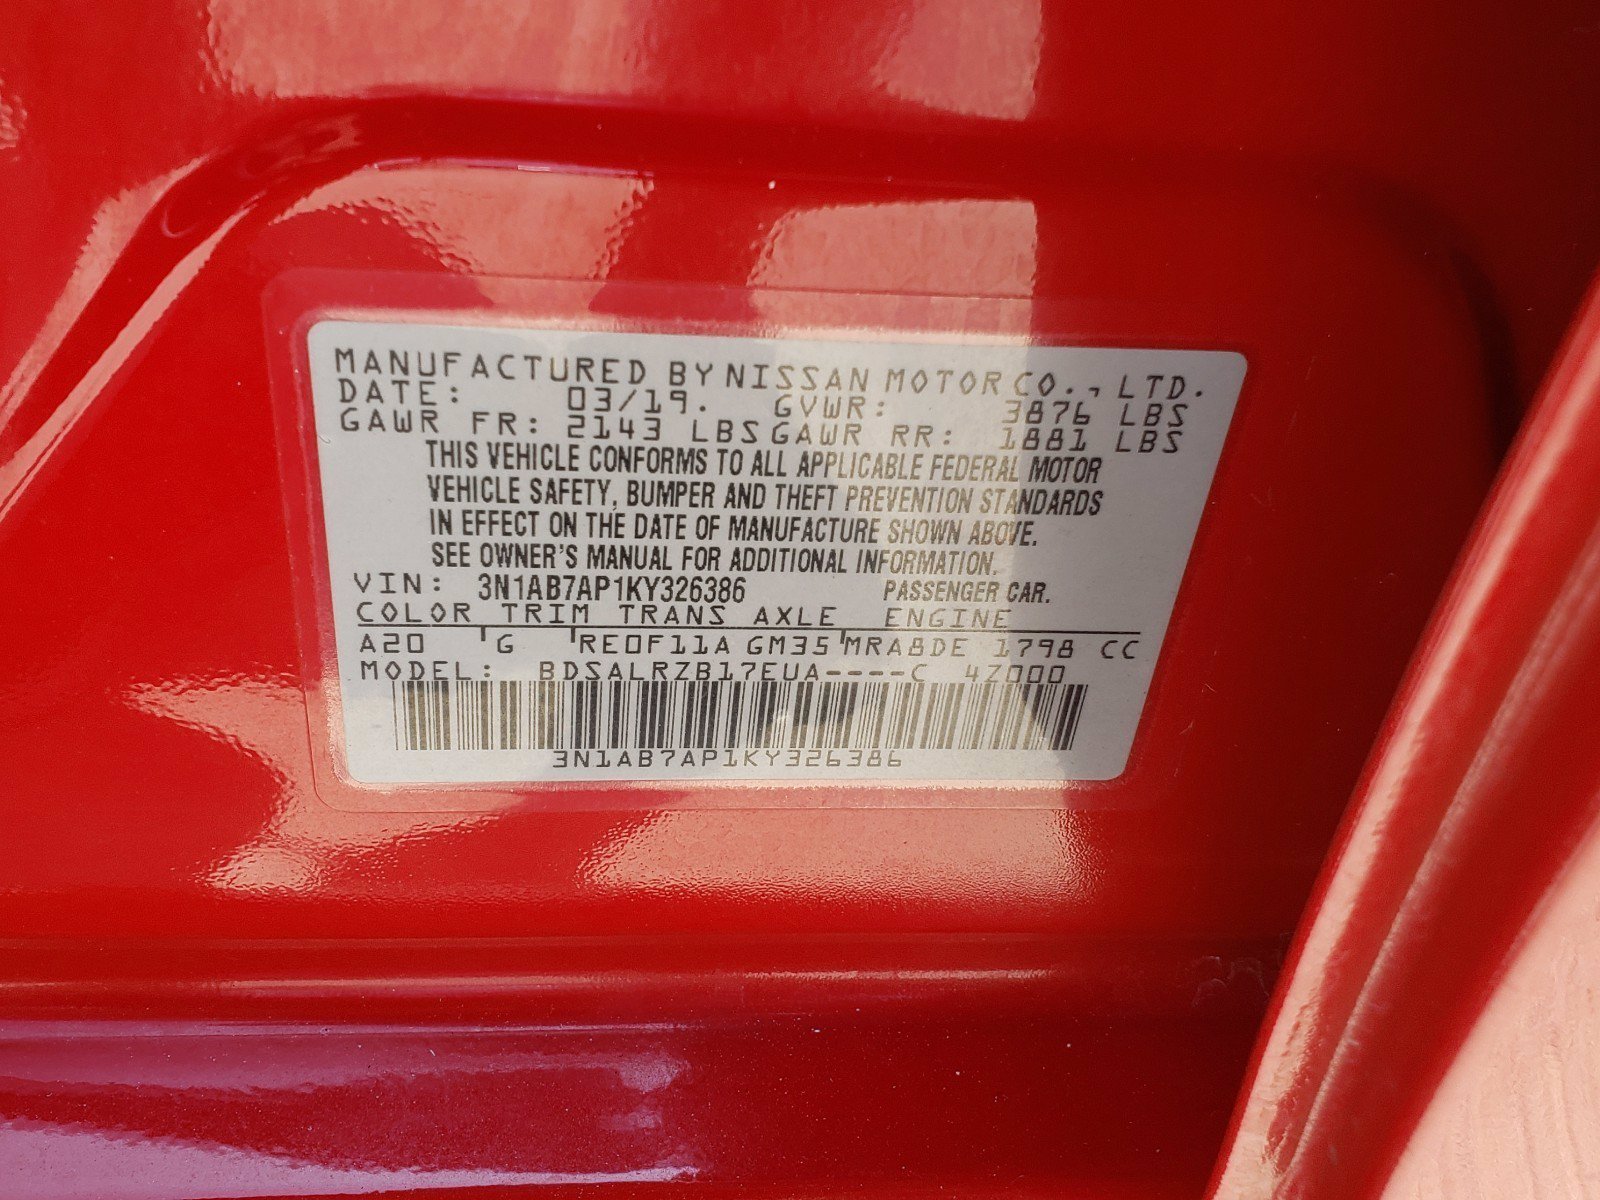 MANUFACTURED BY NISSAN MOTOR CO., LTD.
DATE: 03/19. GVWR: 3876 LBS
GAWR FR: 2143 LBS GAWR RR: 1881 LBS
THIS VEHICLE CONFORMS TO ALL APPLICABLE FEDERAL MOTOR
VEHICLE SAFETY, BUMPER AND THEFT PREVENTION STANDARDS
IN EFFECT ON THE DATE OF MANUFACTURE SHOWN ABOVE.
SEE OWNER'S MANUAL FOR ADDITIONAL INFORMATION.
VIN: 3N1AB7AP1KY326386 PASSENGER CAR.
COLOR TRIM TRANS AXLE ENGINE
A20 G RE0F11A GM35 MRA8DE 1798 CC
MODEL: BDSALRZB17EUA----C 4Z000
3N1AB7AP1KY326386